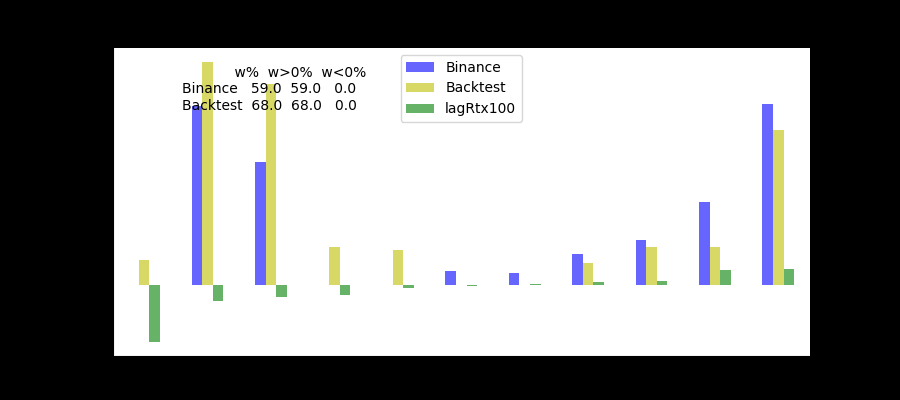 w%  w>0%  w<0%
Binance  59.0  59.0  0.0
Backtest  68.0  68.0  0.0
Binance
Backtest
lagRtx100